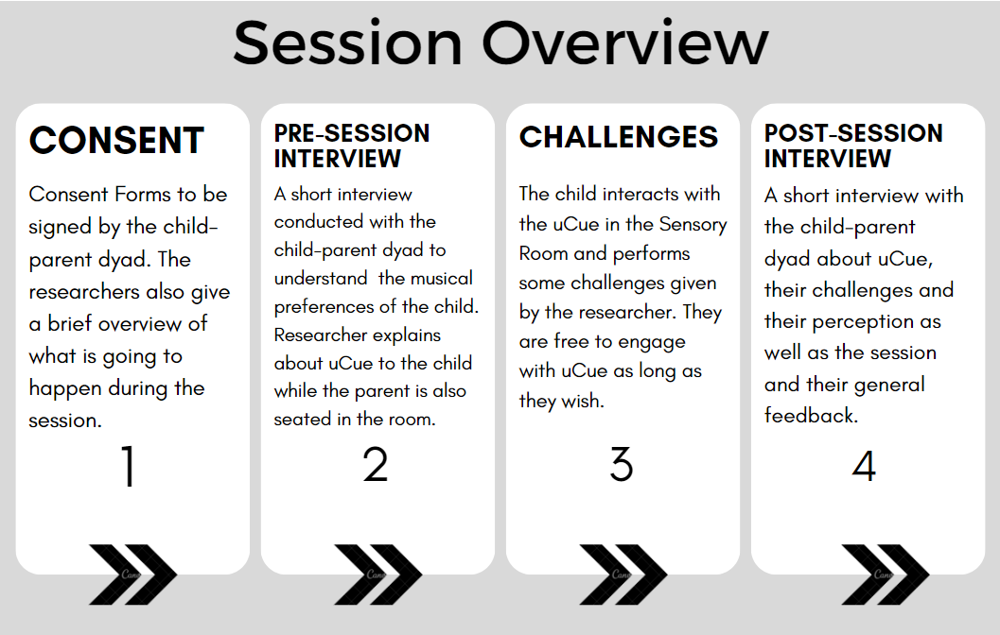 Session Overview
CONSENT
Consent Forms to be
signed by the child-
parent dyad. The
researchers also give
a brief overview of
what is going to
happen during the
session.
1
PRE-SESSION
INTERVIEW
A short interview
conducted with the
child-parent dyad to
understand  the musical
preferences of the child.
Researcher explains
about uCue to the child
while the parent is also
seated in the room.
2
CHALLENGES
The child interacts with
the uCue in the Sensory
Room and performs
some challenges given
by the researcher. They
are free to engage
with uCue as long as
they wish.
3
POST-SESSION
INTERVIEW
A short interview with
the child-parent
dyad about uCue,
their challenges and
their perception as
well as the session
and their general
feedback.
4